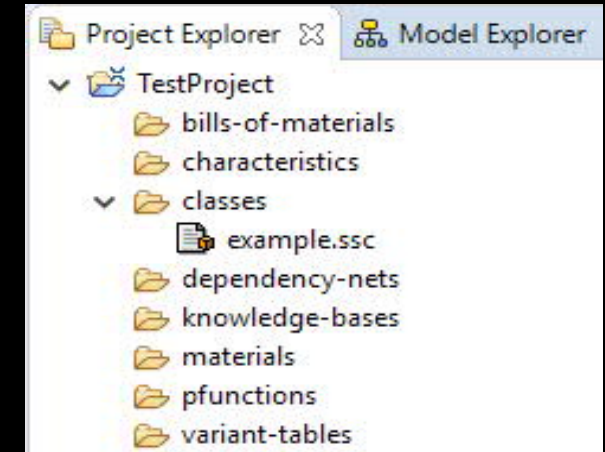 Project Explorer Model Explorer
TestProject
bills-of-materials
characteristics
classes
example.ssc
dependency-nets
knowledge-bases
materials
pfunctions
variant-tables